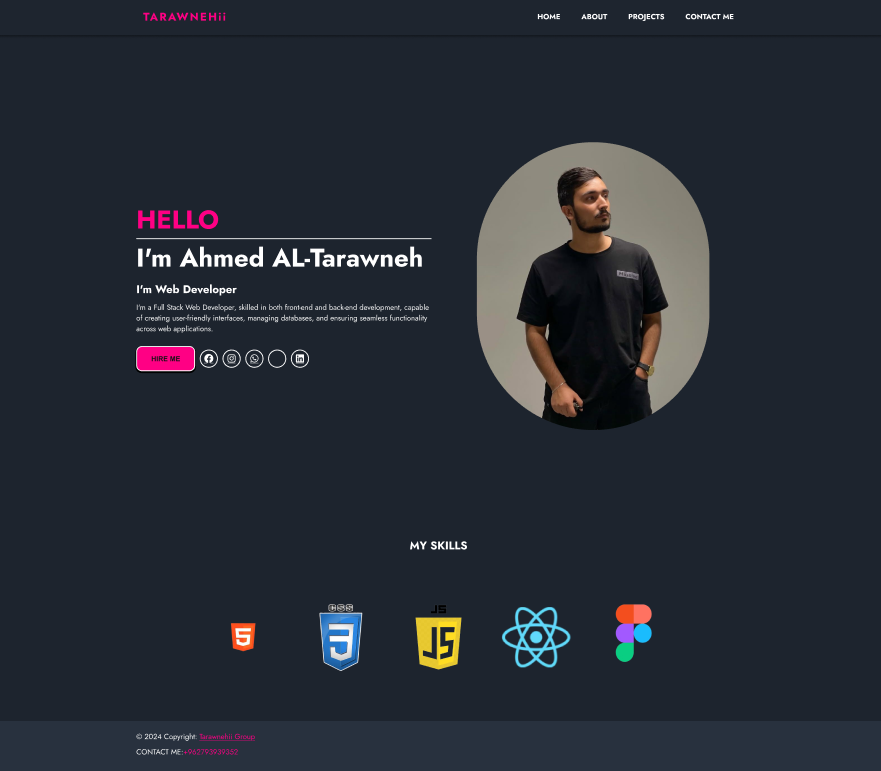 TARAWNEHii
HOME ABOUT PROJECTS CONTACT ME
HELLO
I'm Ahmed AL-Tarawneh
I'm Web Developer
I'm a Full Stack Web Developer, skilled in both front-end and back-end development, capable
of creating user-friendly interfaces, managing databases, and ensuring seamless functionality
across web applications.
HIRE ME
MY SKILLS
5
CSS
3
JS
JS
© 2024 Copyright: Tarawnehii Group
CONTACT ME:+962795939352